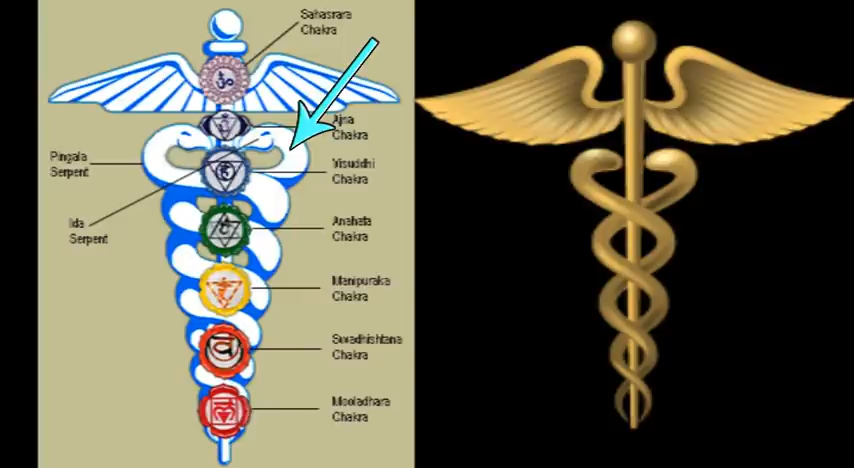 Sahasrara
Chakra
Ajna
Chakra
Pingala
Serpent
Visuddhi
Chakra
Ida
Serpent
Anahata
Chakra
Manipuraka
Chakra
Swadhishtana
Chakra
Mooladhara
Chakra